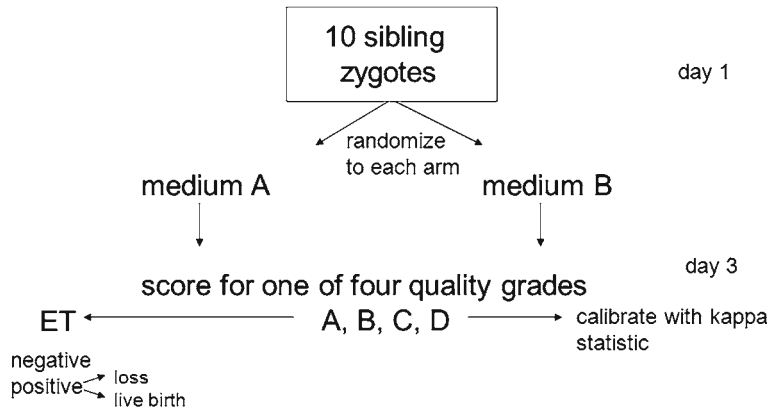 10 sibling
zygotes
day 1
randomize
to each arm
medium A
medium B
day 3
score for one of four quality grades
ET
A, B, C, D
calibrate with kappa
statistic
negative
positive
loss
live birth